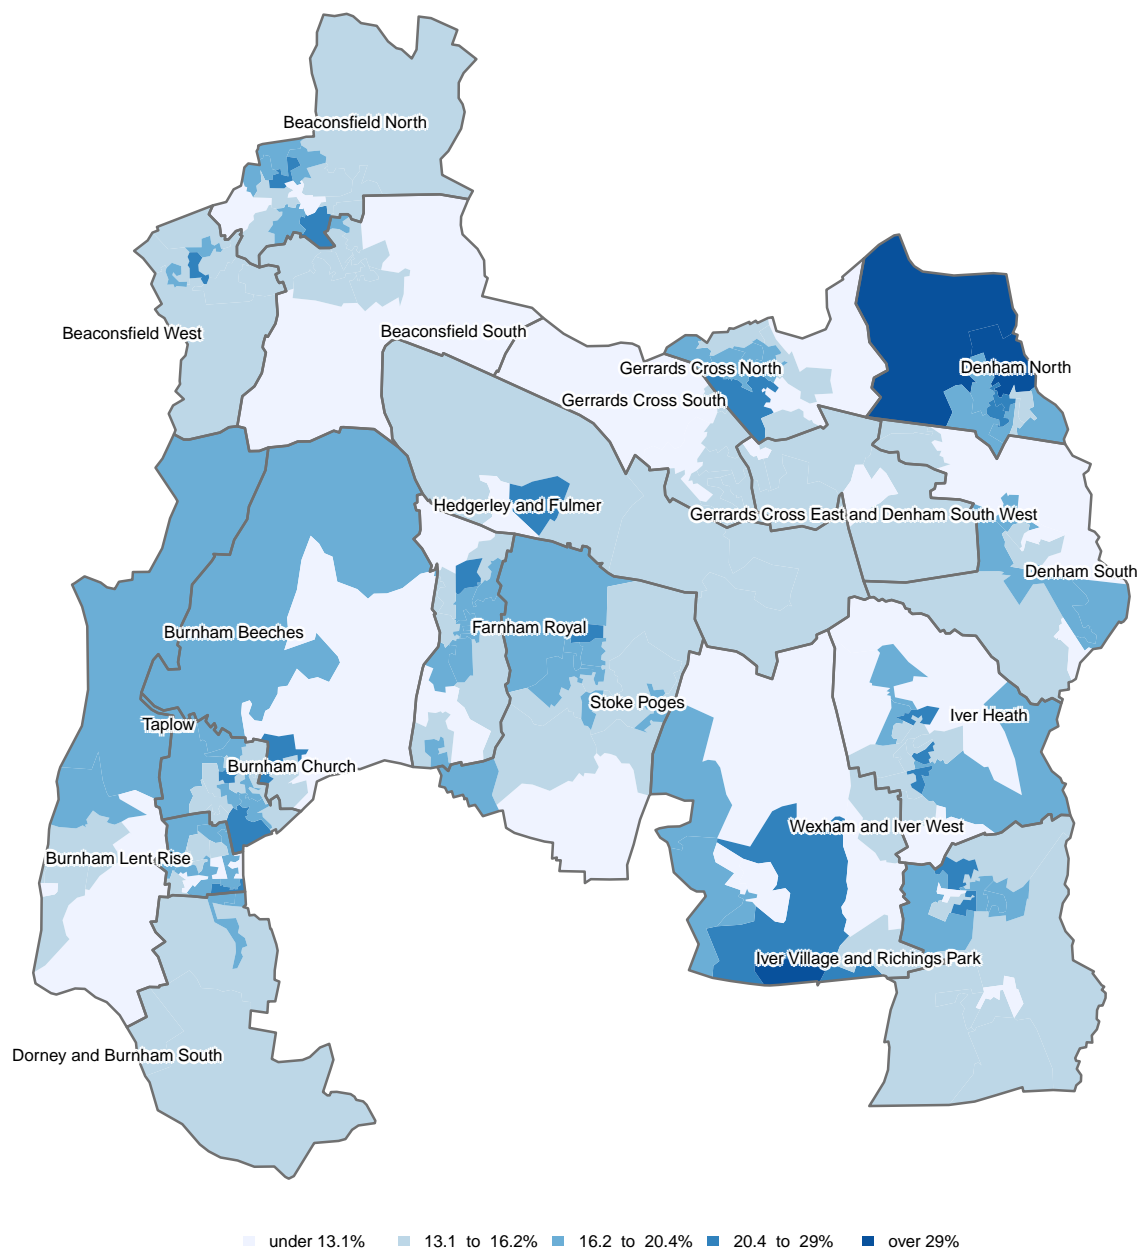 Beaconsfield North
Beaconsfield West
Beaconsfield South
Gerrards Cross North
Denham North
Gerrards Cross South
Hedgerley and Fulmer
Gerrards Cross East and Denham South West
Denham South
Burnham Beeches
Farnham Royal
Stoke Poges
Iver Heath
Taplow
Burnham Church
Wexham and Iver West
Burnham Lent Rise
Iver Village and Richings Park
Dorney and Burnham South
under 13.1% 13.1 to 16.2% 16.2 to 20.4% 20.4 to 29% over 29%